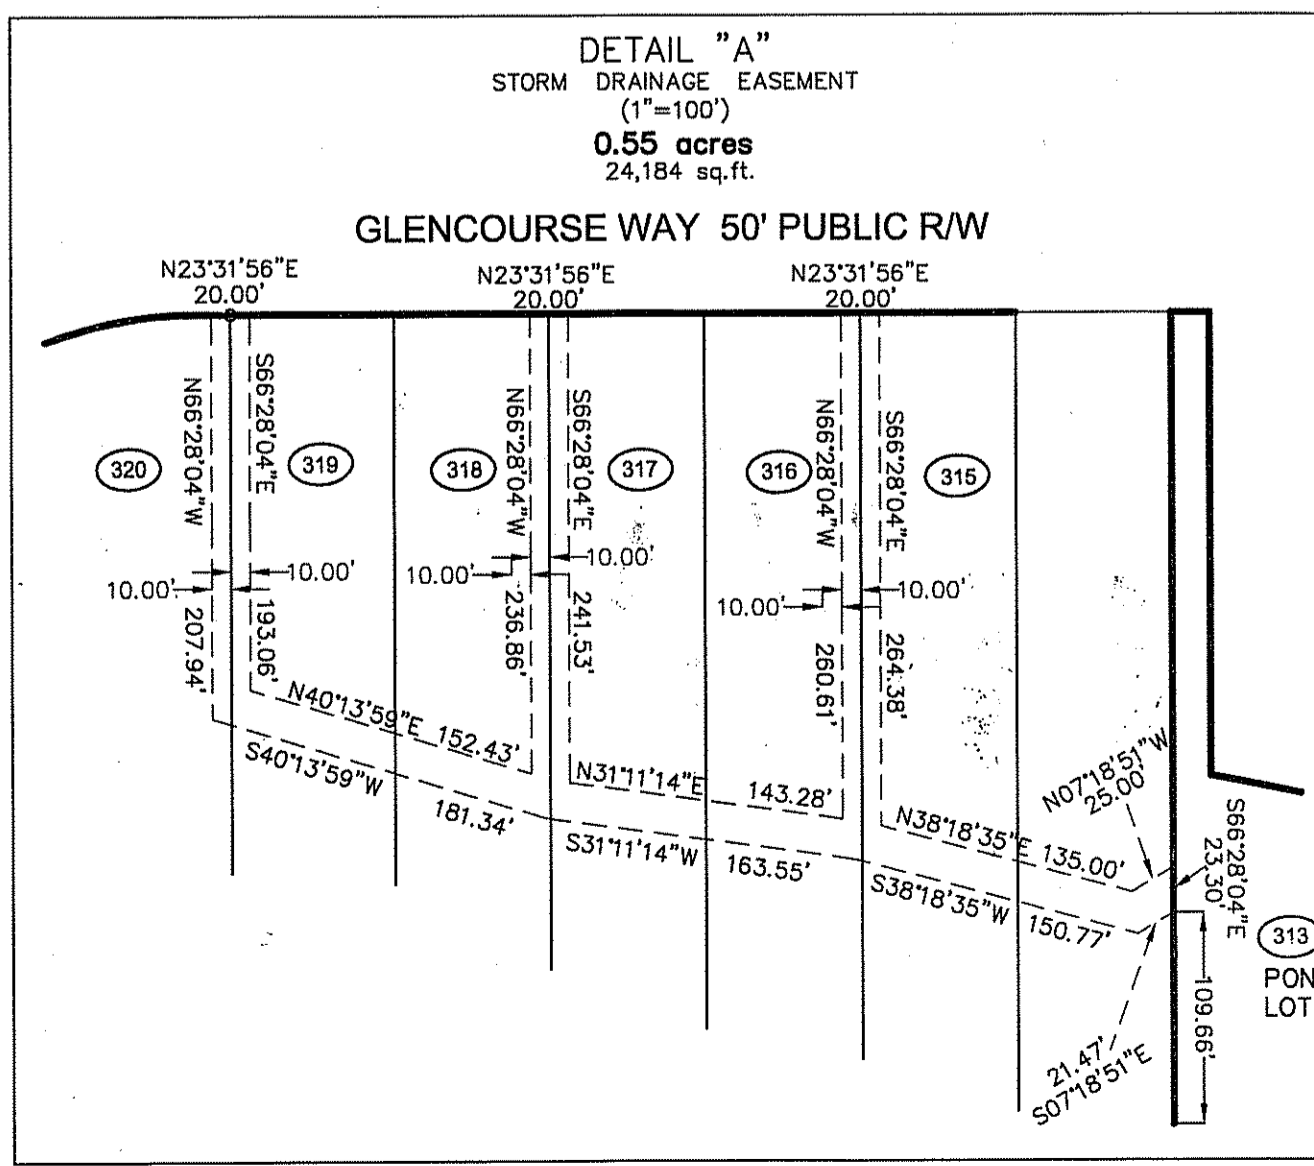 DETAIL "A"
STORM DRAINAGE EASEMENT
(1"=100')
0.55 acres
24,184 sq.ft.
GLENCOURSE WAY 50' PUBLIC R/W
N23°31'56"E
20.00'
N23°31'56"E
20.00'
N23°31'56"E
20.00'
N66°28'04"W
S66°28'04"E
N66°28'04"W
S66°28'04"E
N66°28'04"W
S66°28'04"E
320
319
318
317
316
315
10.00'
10.00'
10.00'
10.00'
10.00'
10.00'
207.94'
193.06'
236.86'
241.53'
260.61'
264.38'
N40°13'59"E 152.43'
S40°13'59"W 181.34'
N31°11'14"E 143.28'
S31°11'14"W 163.55'
N38°18'35"E 135.00'
S38°18'35"W 150.77'
N07°18'51"W
25.00'
S66°28'04"E
23.30'
313
PON
LOT
109.66'
21.47'
S07°18'51"E